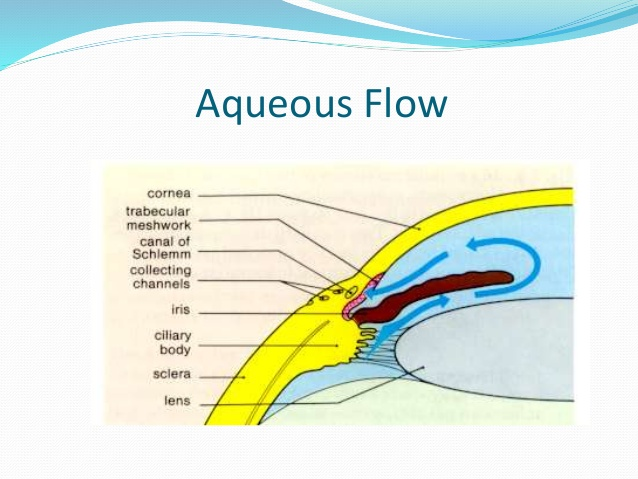 Aqueous Flow
cornea
trabecular
meshwork
canal of
Schlemm
collecting
channels
iris
ciliary
body
sclera
lens